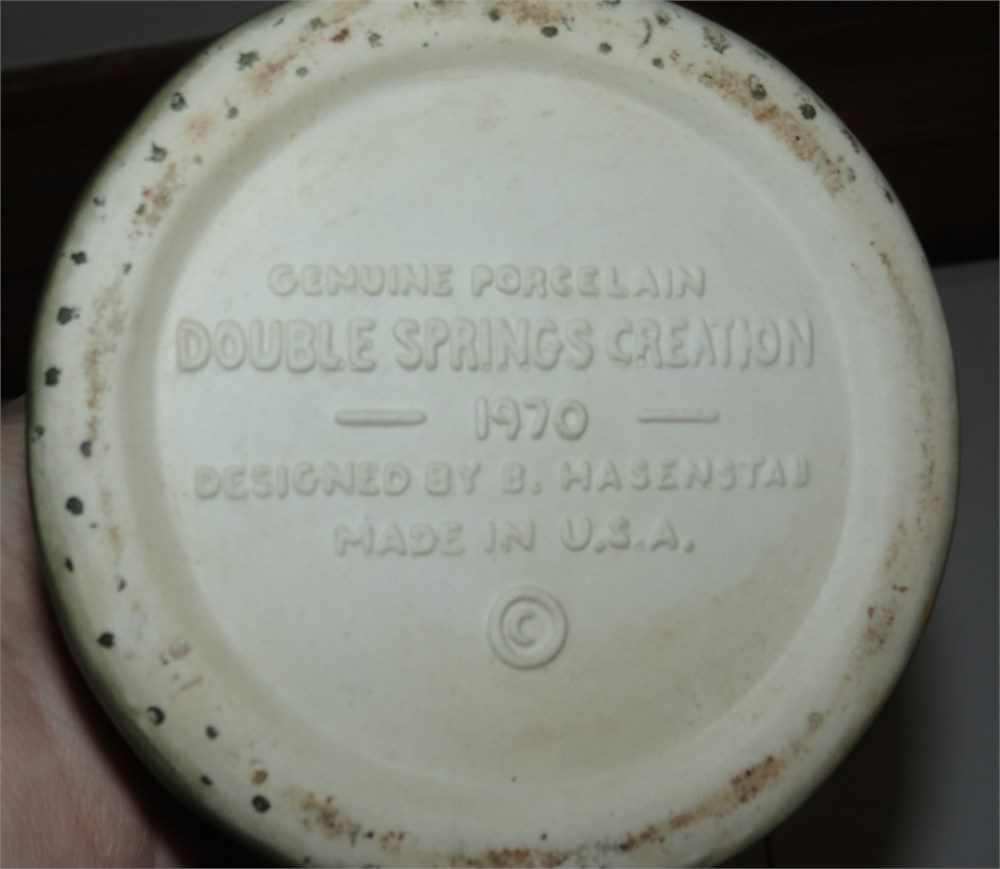 GENUINE PORCELAIN
DOUBLE SPRINGS CREATION
— 1970 —
DESIGNED BY B. HASENSTAB
MADE IN U.S.A.
©